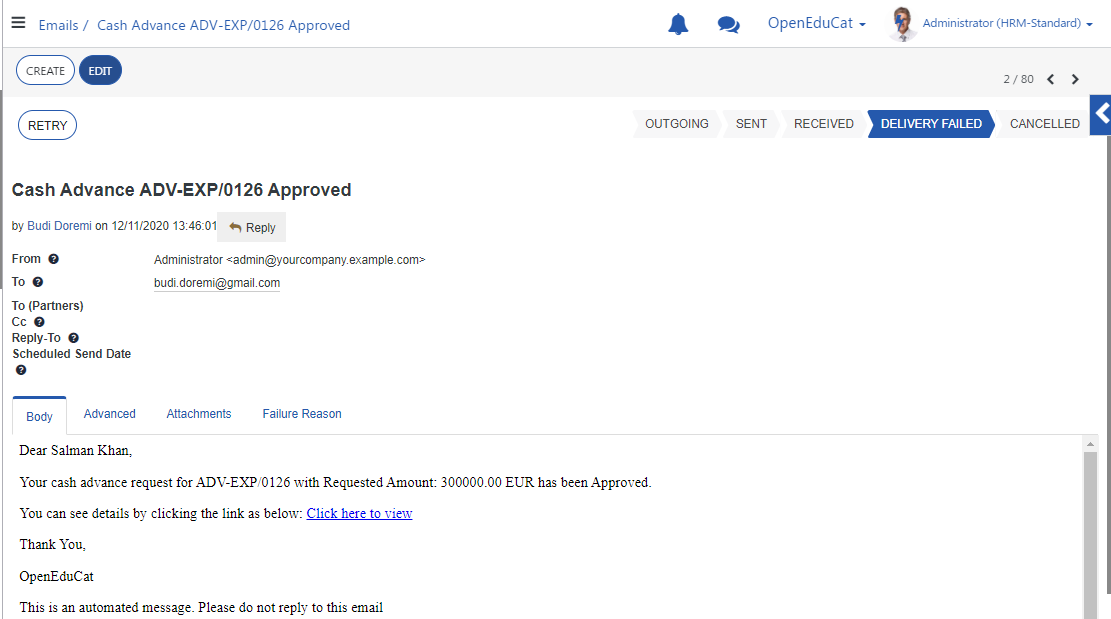 Emails / Cash Advance ADV-EXP/0126 Approved
OpenEduCat
Administrator (HRM-Standard)
CREATE EDIT
2 / 80
RETRY
OUTGOING SENT RECEIVED DELIVERY FAILED CANCELLED
Cash Advance ADV-EXP/0126 Approved
by Budi Doremi on 12/11/2020 13:46:01 Reply
From ? Administrator <admin@yourcompany.example.com>
To ? budi.doremi@gmail.com
To (Partners)
Cc ?
Reply-To ?
Scheduled Send Date
?
Body Advanced Attachments Failure Reason
Dear Salman Khan,
Your cash advance request for ADV-EXP/0126 with Requested Amount: 300000.00 EUR has been Approved.
You can see details by clicking the link as below: Click here to view
Thank You,
OpenEduCat
This is an automated message. Please do not reply to this email